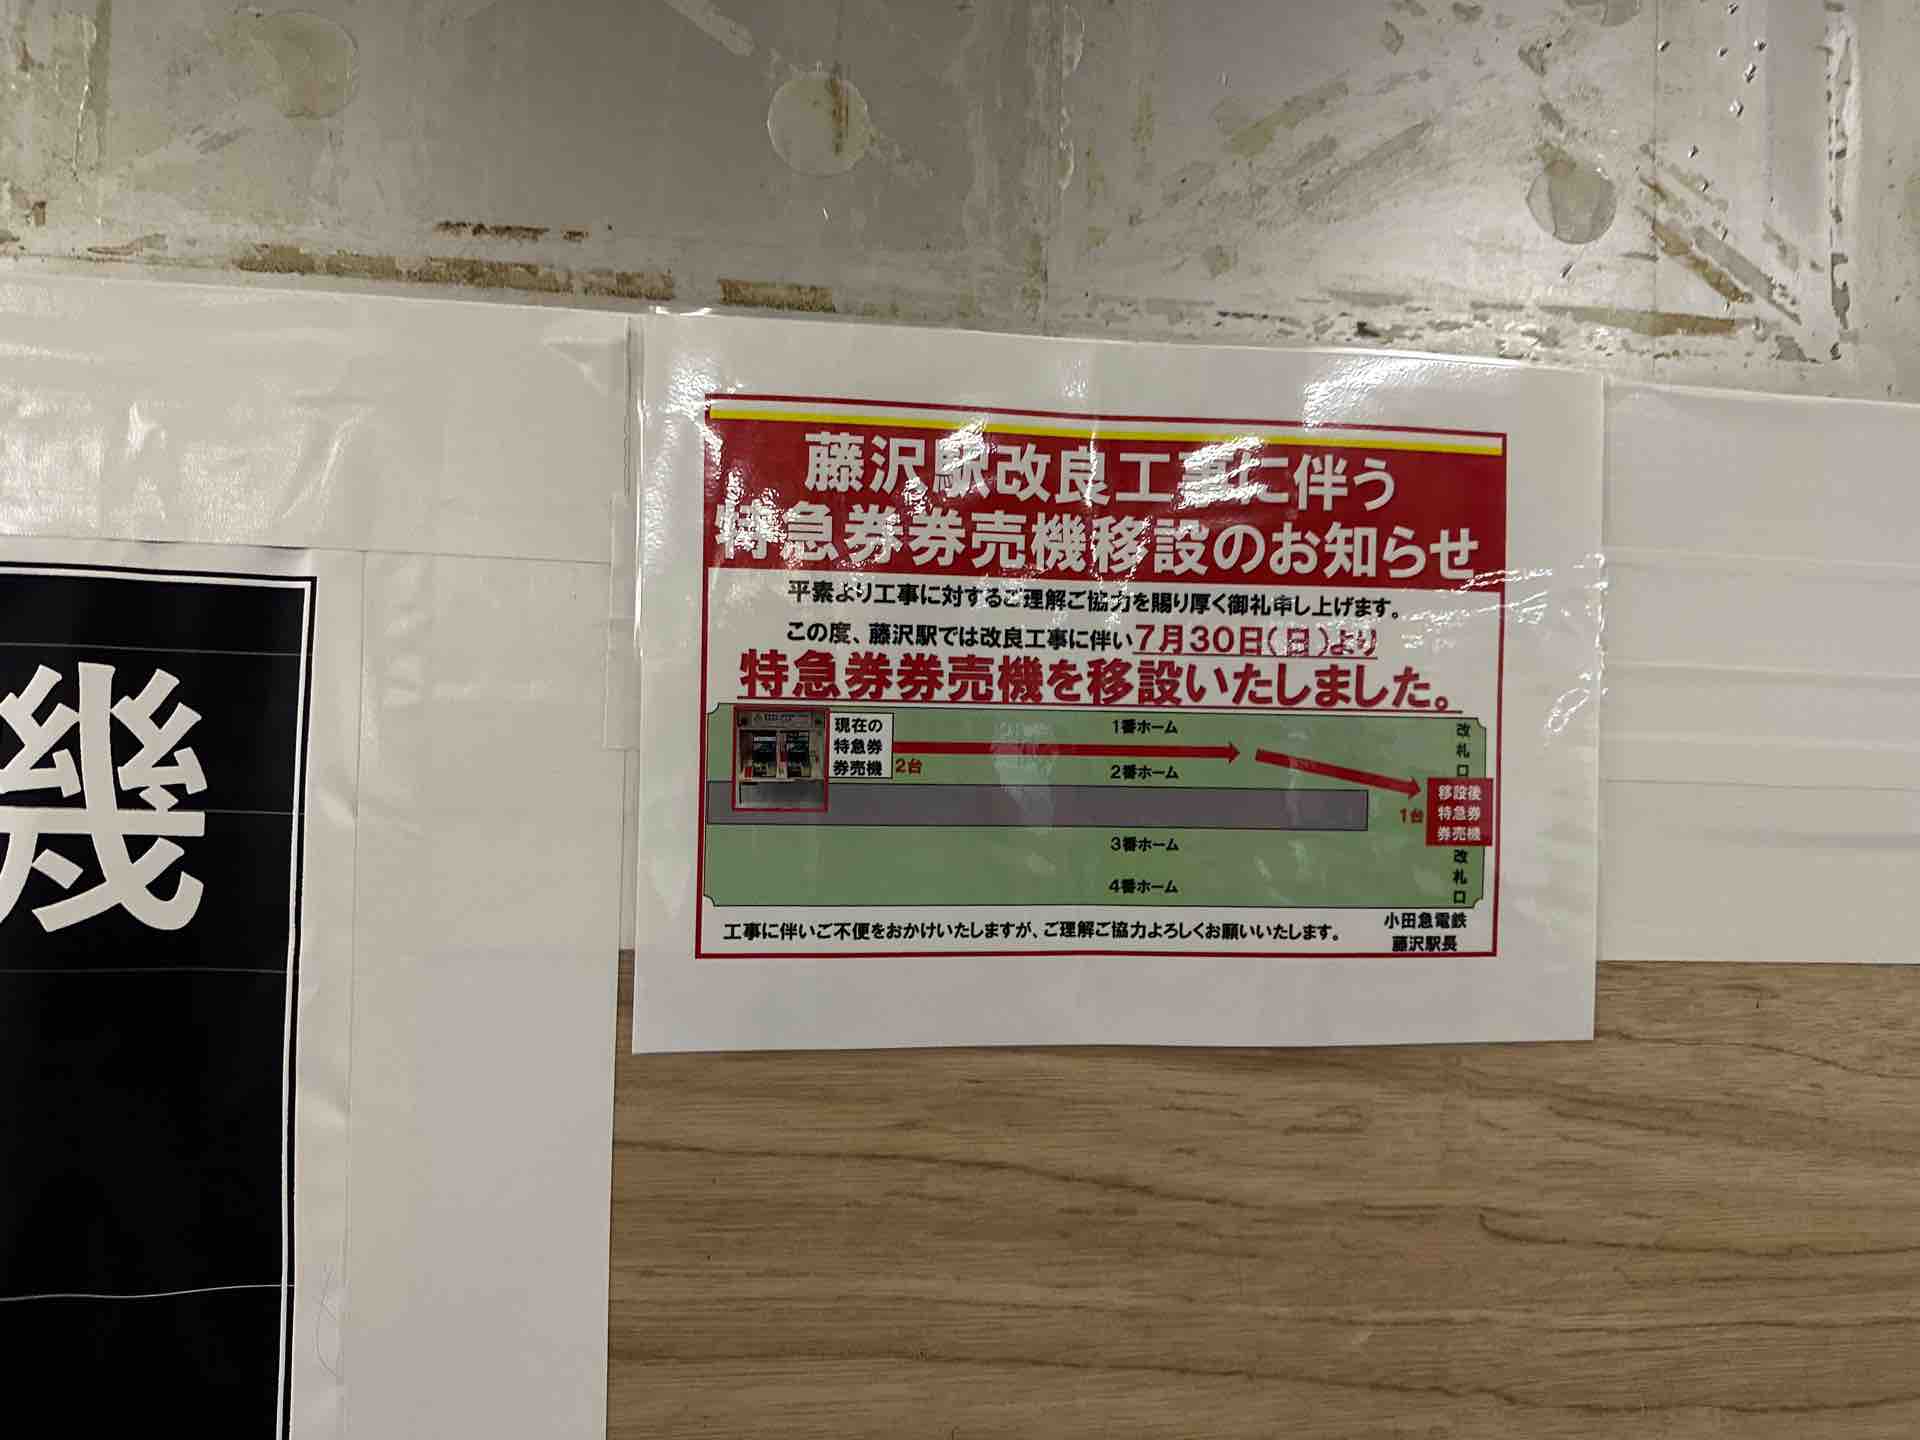 機
藤沢駅改良工事に伴う
特急券券売機移設のお知らせ
平素より工事に対するご理解ご協力を賜り厚く御礼申し上げます。
この度、藤沢駅では改良工事に伴い7月30日(日)より
特急券券売機を移設いたしました。
現在の
特急券
券売機
2台
1番ホーム
2番ホーム
改札口
移設後
特急券
券売機
1台
3番ホーム
4番ホーム
改札口
工事に伴いご不便をおかけいたしますが、ご理解ご協力よろしくお願いいたします。
小田急電鉄
藤沢駅長